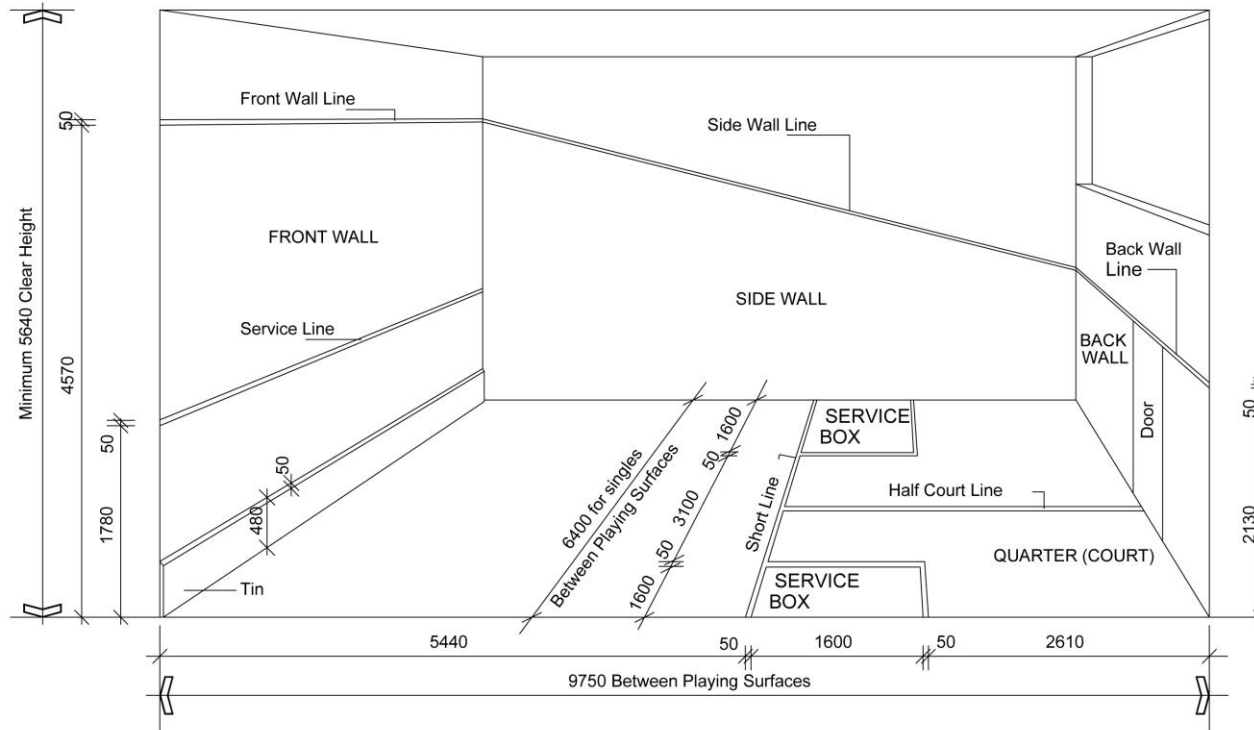 Front Wall Line
Side Wall Line
50
FRONT WALL
Minimum 5640 Clear Height
Back Wall
Line
SIDE WALL
Service Line
BACK
WALL
4570
Door
50
50
1600
SERVICE
BOX
50
50
6400 for singles
Between Playing Surfaces
3100
Short Line
Half Court Line
480
1780
2130
50
QUARTER (COURT)
Tin
1600
SERVICE
BOX
5440
50
1600
50
2610
9750 Between Playing Surfaces